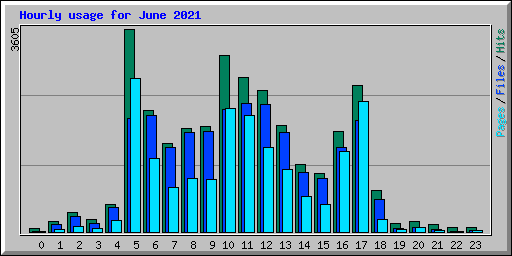 Hourly usage for June 2021
3605
Pages/Files/Hits
0 1 2 3 4 5 6 7 8 9 10 11 12 13 14 15 16 17 18 19 20 21 22 23